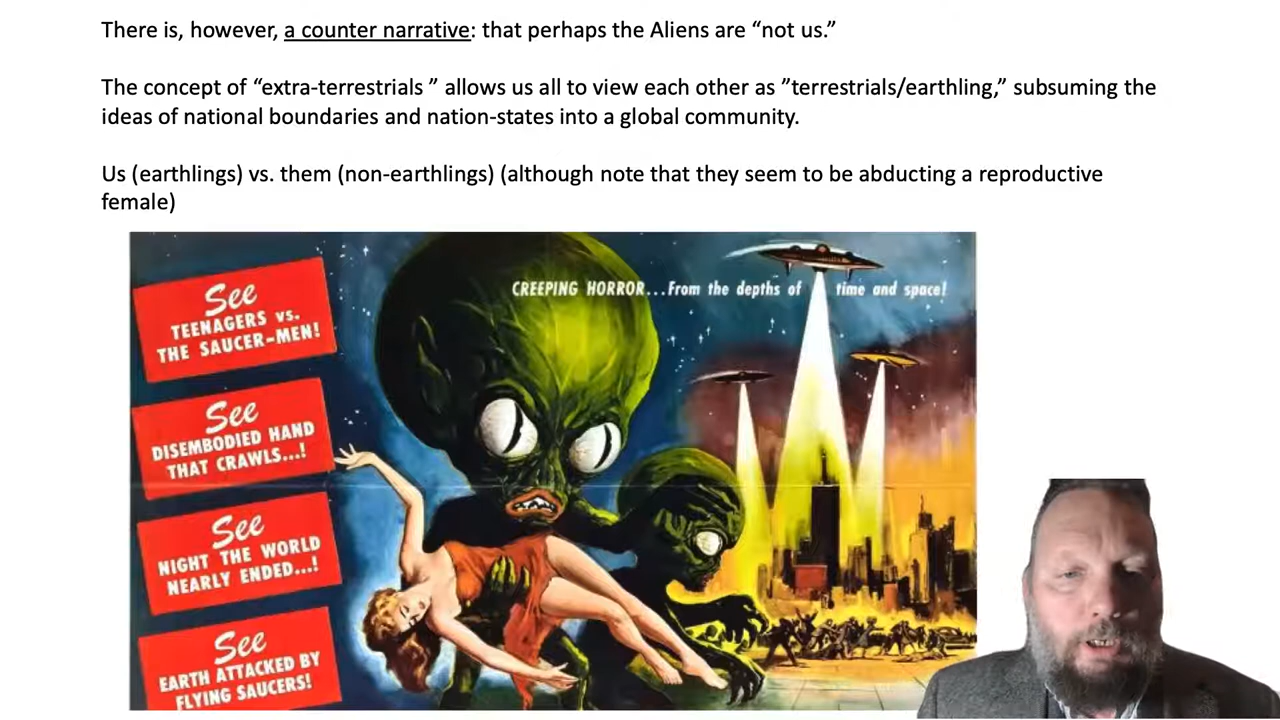 There is, however, a counter narrative: that perhaps the Aliens are “not us.”
The concept of “extra-terrestrials ” allows us all to view each other as ”terrestrials/earthling,” subsuming the
ideas of national boundaries and nation-states into a global community.
Us (earthlings) vs. them (non-earthlings) (although note that they seem to be abducting a reproductive
female)
CREEPING HORROR...From the depths of time and space!
See
TEENAGERS vs.
THE SAUCER-MEN!
See
DISEMBODIED HAND
THAT CRAWLS...!
See
NIGHT THE WORLD
NEARLY ENDED...!
See
EARTH ATTACKED BY
FLYING SAUCERS!